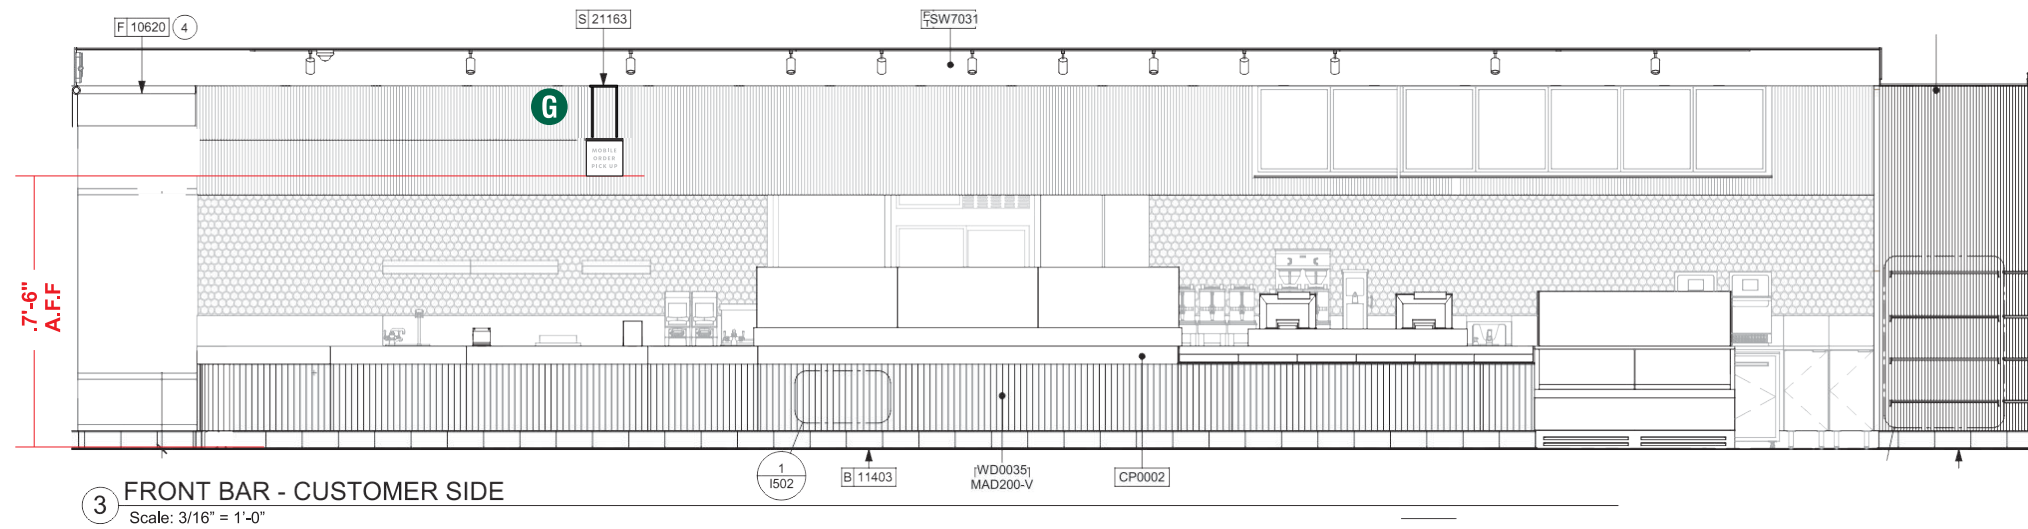 F 10620 4
S 21163
F
T
SW7031
G
MOBILE
ORDER
PICK UP
.7'-6"
A.F.F
1
I502
B 11403
WD0035
MAD200-V
CP0002
3 FRONT BAR - CUSTOMER SIDE
Scale: 3/16” = 1’-0”